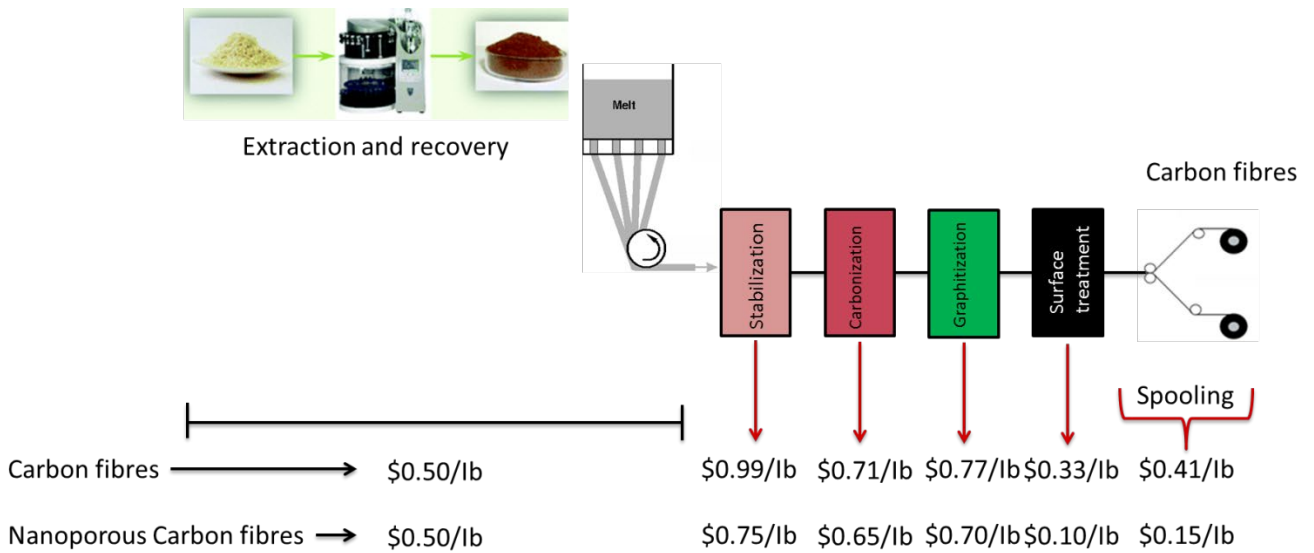 Extraction and recovery
Melt
Carbon fibres
Stabilization
Carbonization
Graphitization
Surface
treatment
Spooling
Carbon fibres $0.50/Ib $0.99/Ib $0.71/Ib $0.77/Ib $0.33/Ib $0.41/Ib
Nanoporous Carbon fibres $0.50/Ib $0.75/Ib $0.65/Ib $0.70/Ib $0.10/Ib $0.15/Ib